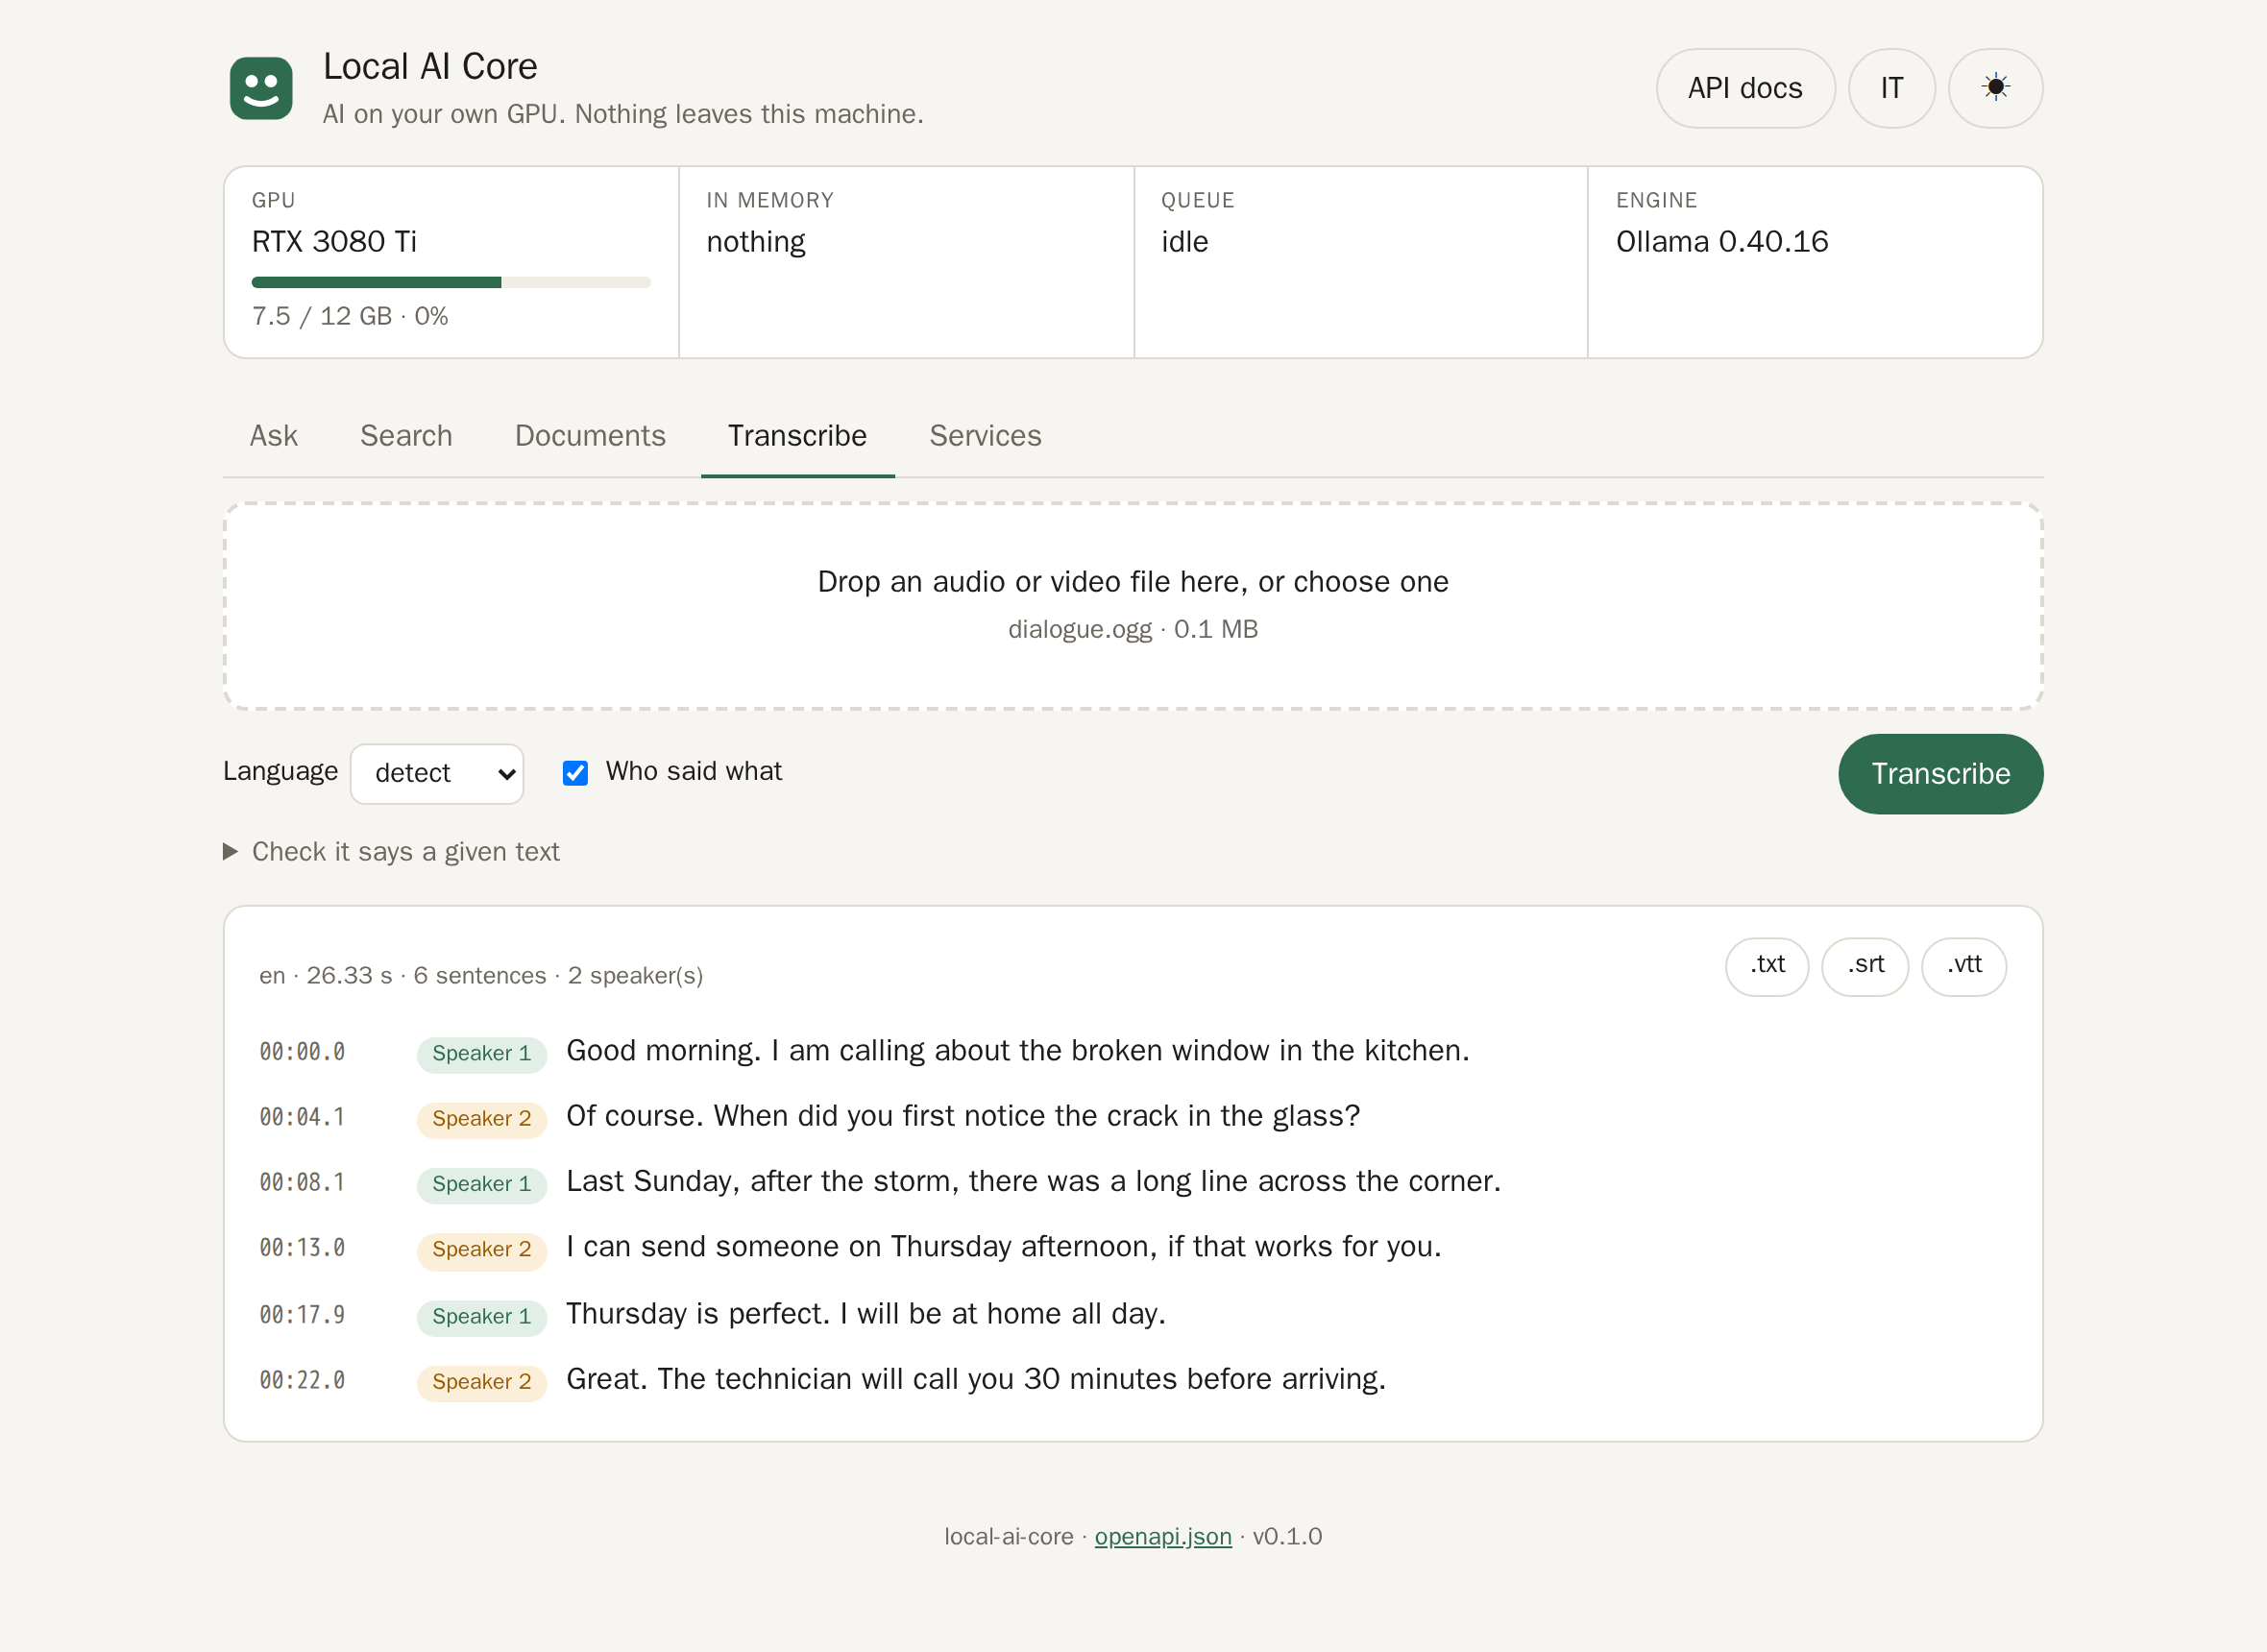 Local AI Core
AI on your own GPU. Nothing leaves this machine.
API docs
IT
GPU
RTX 3080 Ti
7.5 / 12 GB · 0%
IN MEMORY
nothing
QUEUE
idle
ENGINE
Ollama 0.40.16
Ask
Search
Documents
Transcribe
Services
Drop an audio or video file here, or choose one
dialogue.ogg · 0.1 MB
Language
detect
Who said what
Transcribe
Check it says a given text
en · 26.33 s · 6 sentences · 2 speaker(s)
.txt
.srt
.vtt
00:00.0 Speaker 1 Good morning. I am calling about the broken window in the kitchen.
00:04.1 Speaker 2 Of course. When did you first notice the crack in the glass?
00:08.1 Speaker 1 Last Sunday, after the storm, there was a long line across the corner.
00:13.0 Speaker 2 I can send someone on Thursday afternoon, if that works for you.
00:17.9 Speaker 1 Thursday is perfect. I will be at home all day.
00:22.0 Speaker 2 Great. The technician will call you 30 minutes before arriving.
local-ai-core · openapi.json · v0.1.0